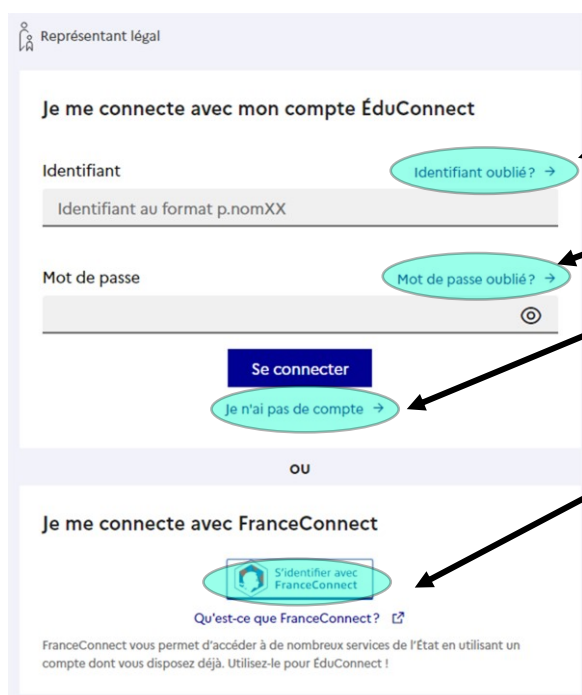 Représentant légal
Je me connecte avec mon compte ÉduConnect
Identifiant
Identifiant oublié? →
Identifiant au format p.nomXX
Mot de passe
Mot de passe oublié? →
Se connecter
Je n'ai pas de compte →
OU
Je me connecte avec FranceConnect
S'identifier avec
FranceConnect
Qu'est-ce que FranceConnect?
FranceConnect vous permet d'accéder à de nombreux services de l'État en utilisant un
compte dont vous disposez déjà. Utilisez-le pour ÉduConnect !